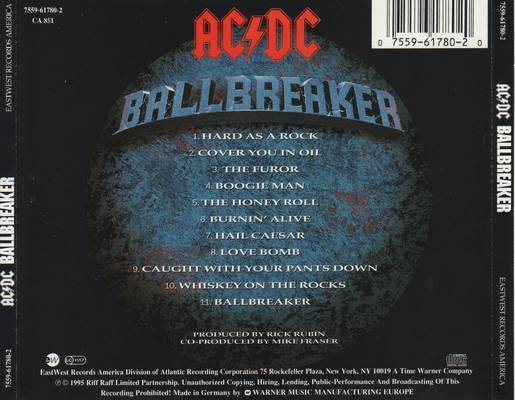 7559-61780-2
CA 851
EASTWEST RECORDS AMERICA
AC/DC BALLBREAKER
7559-61780-2
AC/DC
0 7559-61780-2 0
BALLBREAKER
1. HARD AS A ROCK
2. COVER YOU IN OIL
3. THE FUROR
4. BOOGIE MAN
5. THE HONEY ROLL
6. BURNIN' ALIVE
7. HAIL CAESAR
8. LOVE BOMB
9. CAUGHT WITH YOUR PANTS DOWN
10. WHISKEY ON THE ROCKS
11. BALLBREAKER
PRODUCED BY RICK RUBIN
CO-PRODUCED BY MIKE FRASER
EastWest Records America Division of Atlantic Recording Corporation 75 Rockefeller Plaza, New York, NY 10019 A Time Warner Company
℗ © 1995 Riff Raff Limited Partnership. Unauthorized Copying, Hiring, Lending, Public-Performance And Broadcasting Of This
Recording Prohibited! Made in Germany by WARNER MUSIC MANUFACTURING EUROPE
7559-61780-2
AC/DC BALLBREAKER
EASTWEST RECORDS AMERICA